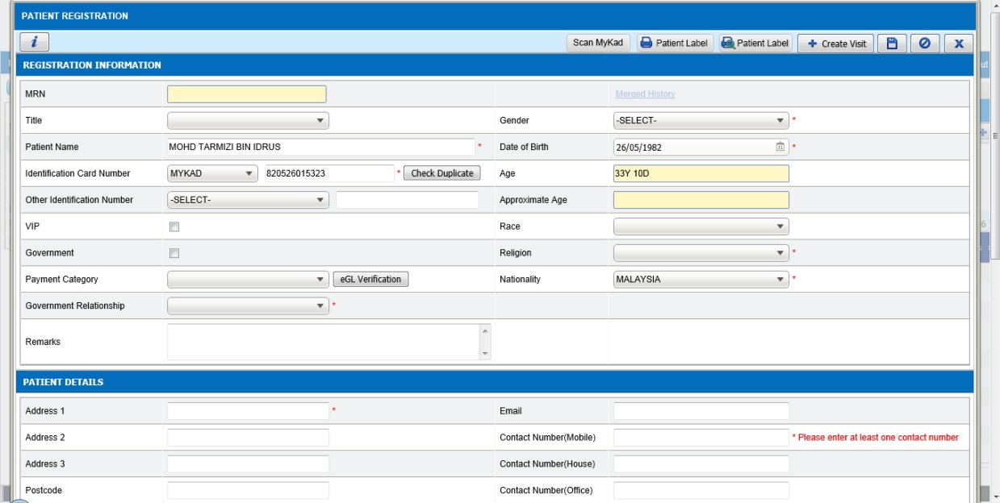 PATIENT REGISTRATION
i Scan MyKad Patient Label Patient Label + Create Visit X
REGISTRATION INFORMATION
MRN Merged History
Title Gender -SELECT- *
Patient Name MOHD TARMIZI BIN IDRUS * Date of Birth 26/05/1982 *
Identification Card Number MYKAD 820526015323 * Check Duplicate Age 33Y 10D
Other Identification Number -SELECT- Approximate Age
VIP Race
Government Religion *
Payment Category eGL Verification Nationality MALAYSIA *
Government Relationship *
Remarks
PATIENT DETAILS
Address 1 * Email
Address 2 Contact Number(Mobile) * Please enter at least one contact number
Address 3 Contact Number(House)
Postcode Contact Number(Office)